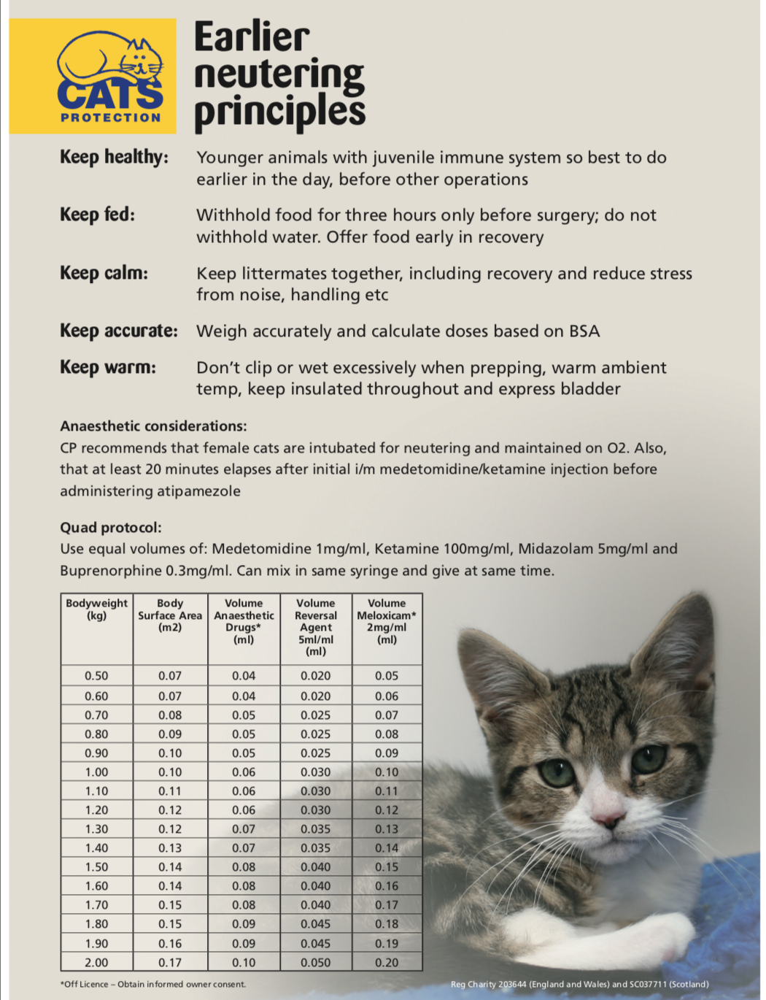 CATS
PROTECTION
Earlier
neutering
principles
Keep healthy: Younger animals with juvenile immune system so best to do
earlier in the day, before other operations
Keep fed: Withhold food for three hours only before surgery; do not
withhold water. Offer food early in recovery
Keep calm: Keep littermates together, including recovery and reduce stress
from noise, handling etc
Keep accurate: Weigh accurately and calculate doses based on BSA
Keep warm: Don’t clip or wet excessively when prepping, warm ambient
temp, keep insulated throughout and express bladder
Anaesthetic considerations:
CP recommends that female cats are intubated for neutering and maintained on O2. Also,
that at least 20 minutes elapses after initial i/m medetomidine/ketamine injection before
administering atipamezole
Quad protocol:
Use equal volumes of: Medetomidine 1mg/ml, Ketamine 100mg/ml, Midazolam 5mg/ml and
Buprenorphine 0.3mg/ml. Can mix in same syringe and give at same time.
Bodyweight Body Volume Volume Volume
(kg) Surface Area Anaesthetic Reversal Meloxicam*
(m2) Drugs* Agent 2mg/ml
(ml) 5ml/ml (ml)
(ml)
0.50 0.07 0.04 0.020 0.05
0.60 0.07 0.04 0.020 0.06
0.70 0.08 0.05 0.025 0.07
0.80 0.09 0.05 0.025 0.08
0.90 0.10 0.05 0.025 0.09
1.00 0.10 0.06 0.030 0.10
1.10 0.11 0.06 0.030 0.11
1.20 0.12 0.06 0.030 0.12
1.30 0.12 0.07 0.035 0.13
1.40 0.13 0.07 0.035 0.14
1.50 0.14 0.08 0.040 0.15
1.60 0.14 0.08 0.040 0.16
1.70 0.15 0.08 0.040 0.17
1.80 0.15 0.09 0.045 0.18
1.90 0.16 0.09 0.045 0.19
2.00 0.17 0.10 0.050 0.20
*Off Licence – Obtain informed owner consent.
Reg Charity 203644 (England and Wales) and SC037711 (Scotland)